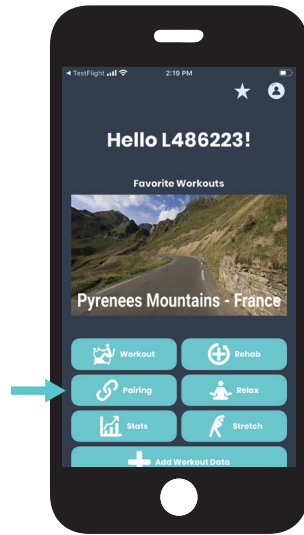 TestFlight 2:19 PM
Hello L486223!
Favorite Workouts
Pyrenees Mountains - France
Workout Rehab
Pairing Relax
Stats Stretch
Add Workout Data